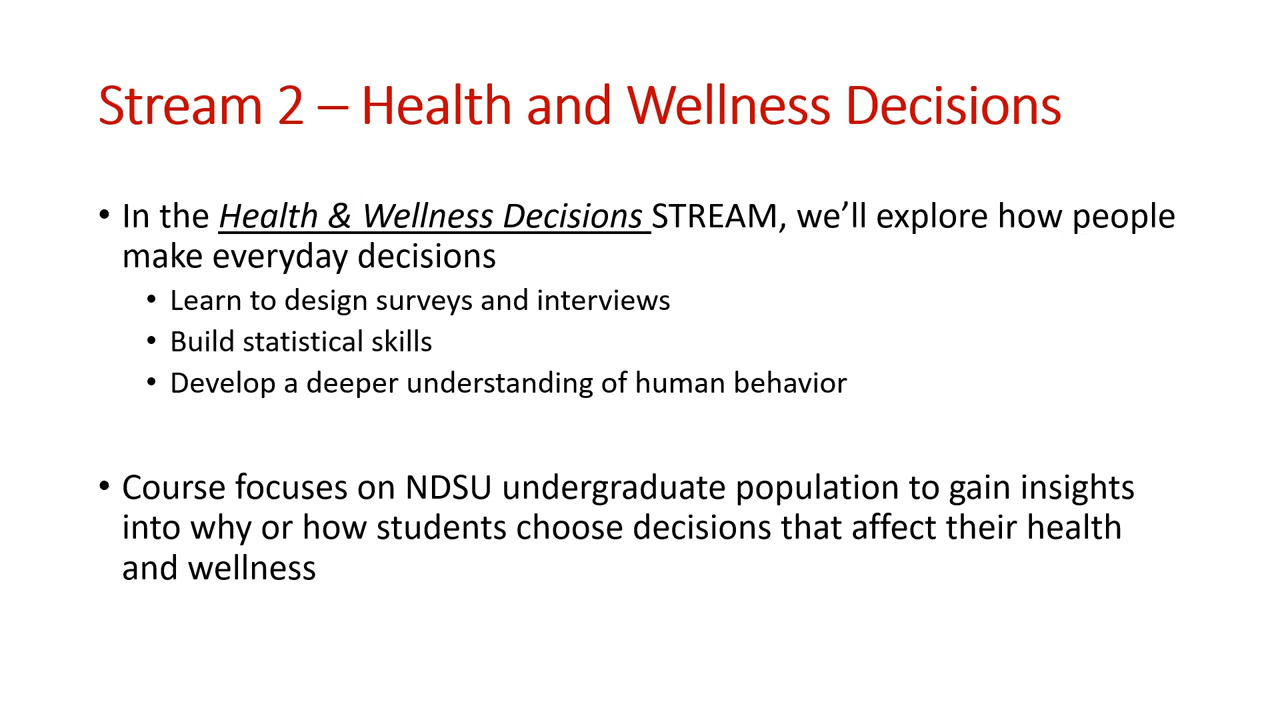 Stream 2 – Health and Wellness Decisions
• In the Health & Wellness Decisions STREAM, we’ll explore how people
make everyday decisions
• Learn to design surveys and interviews
• Build statistical skills
• Develop a deeper understanding of human behavior
• Course focuses on NDSU undergraduate population to gain insights
into why or how students choose decisions that affect their health
and wellness